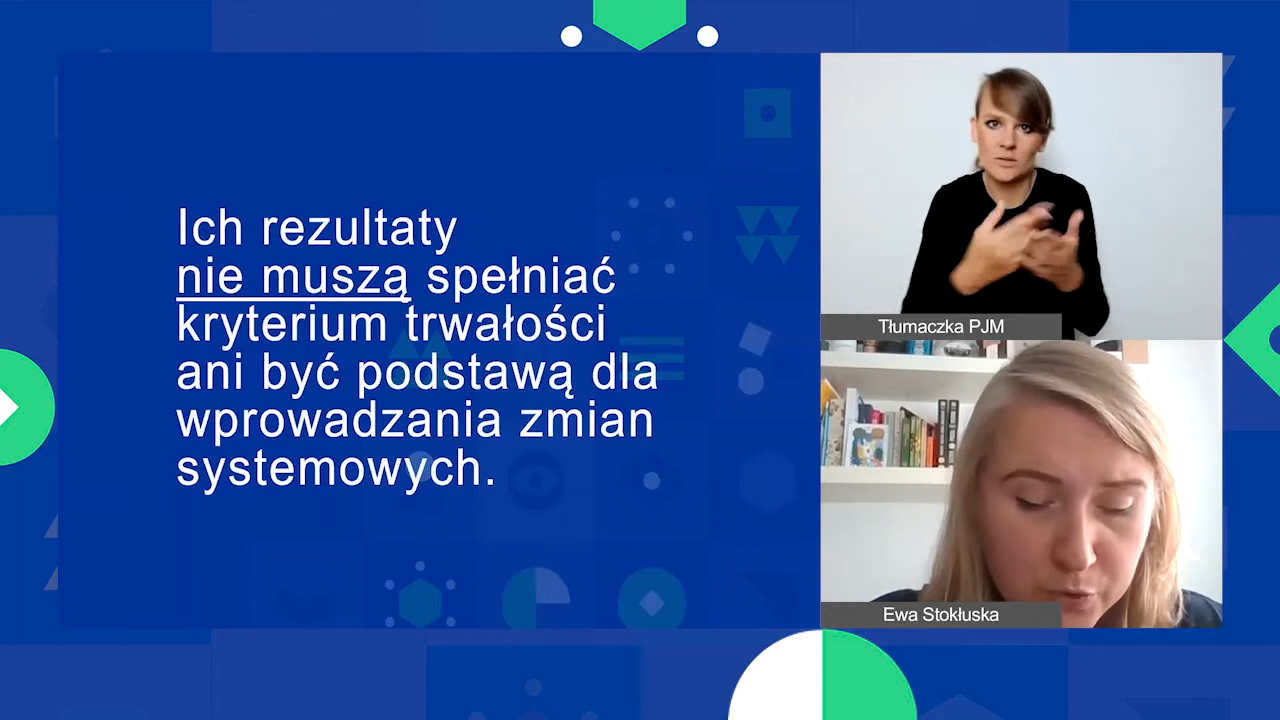 Ich rezultaty
nie muszą spełniać
kryterium trwałości
ani być podstawą dla
wprowadzania zmian
systemowych.
Tłumaczka PJM
Ewa Stokłuska